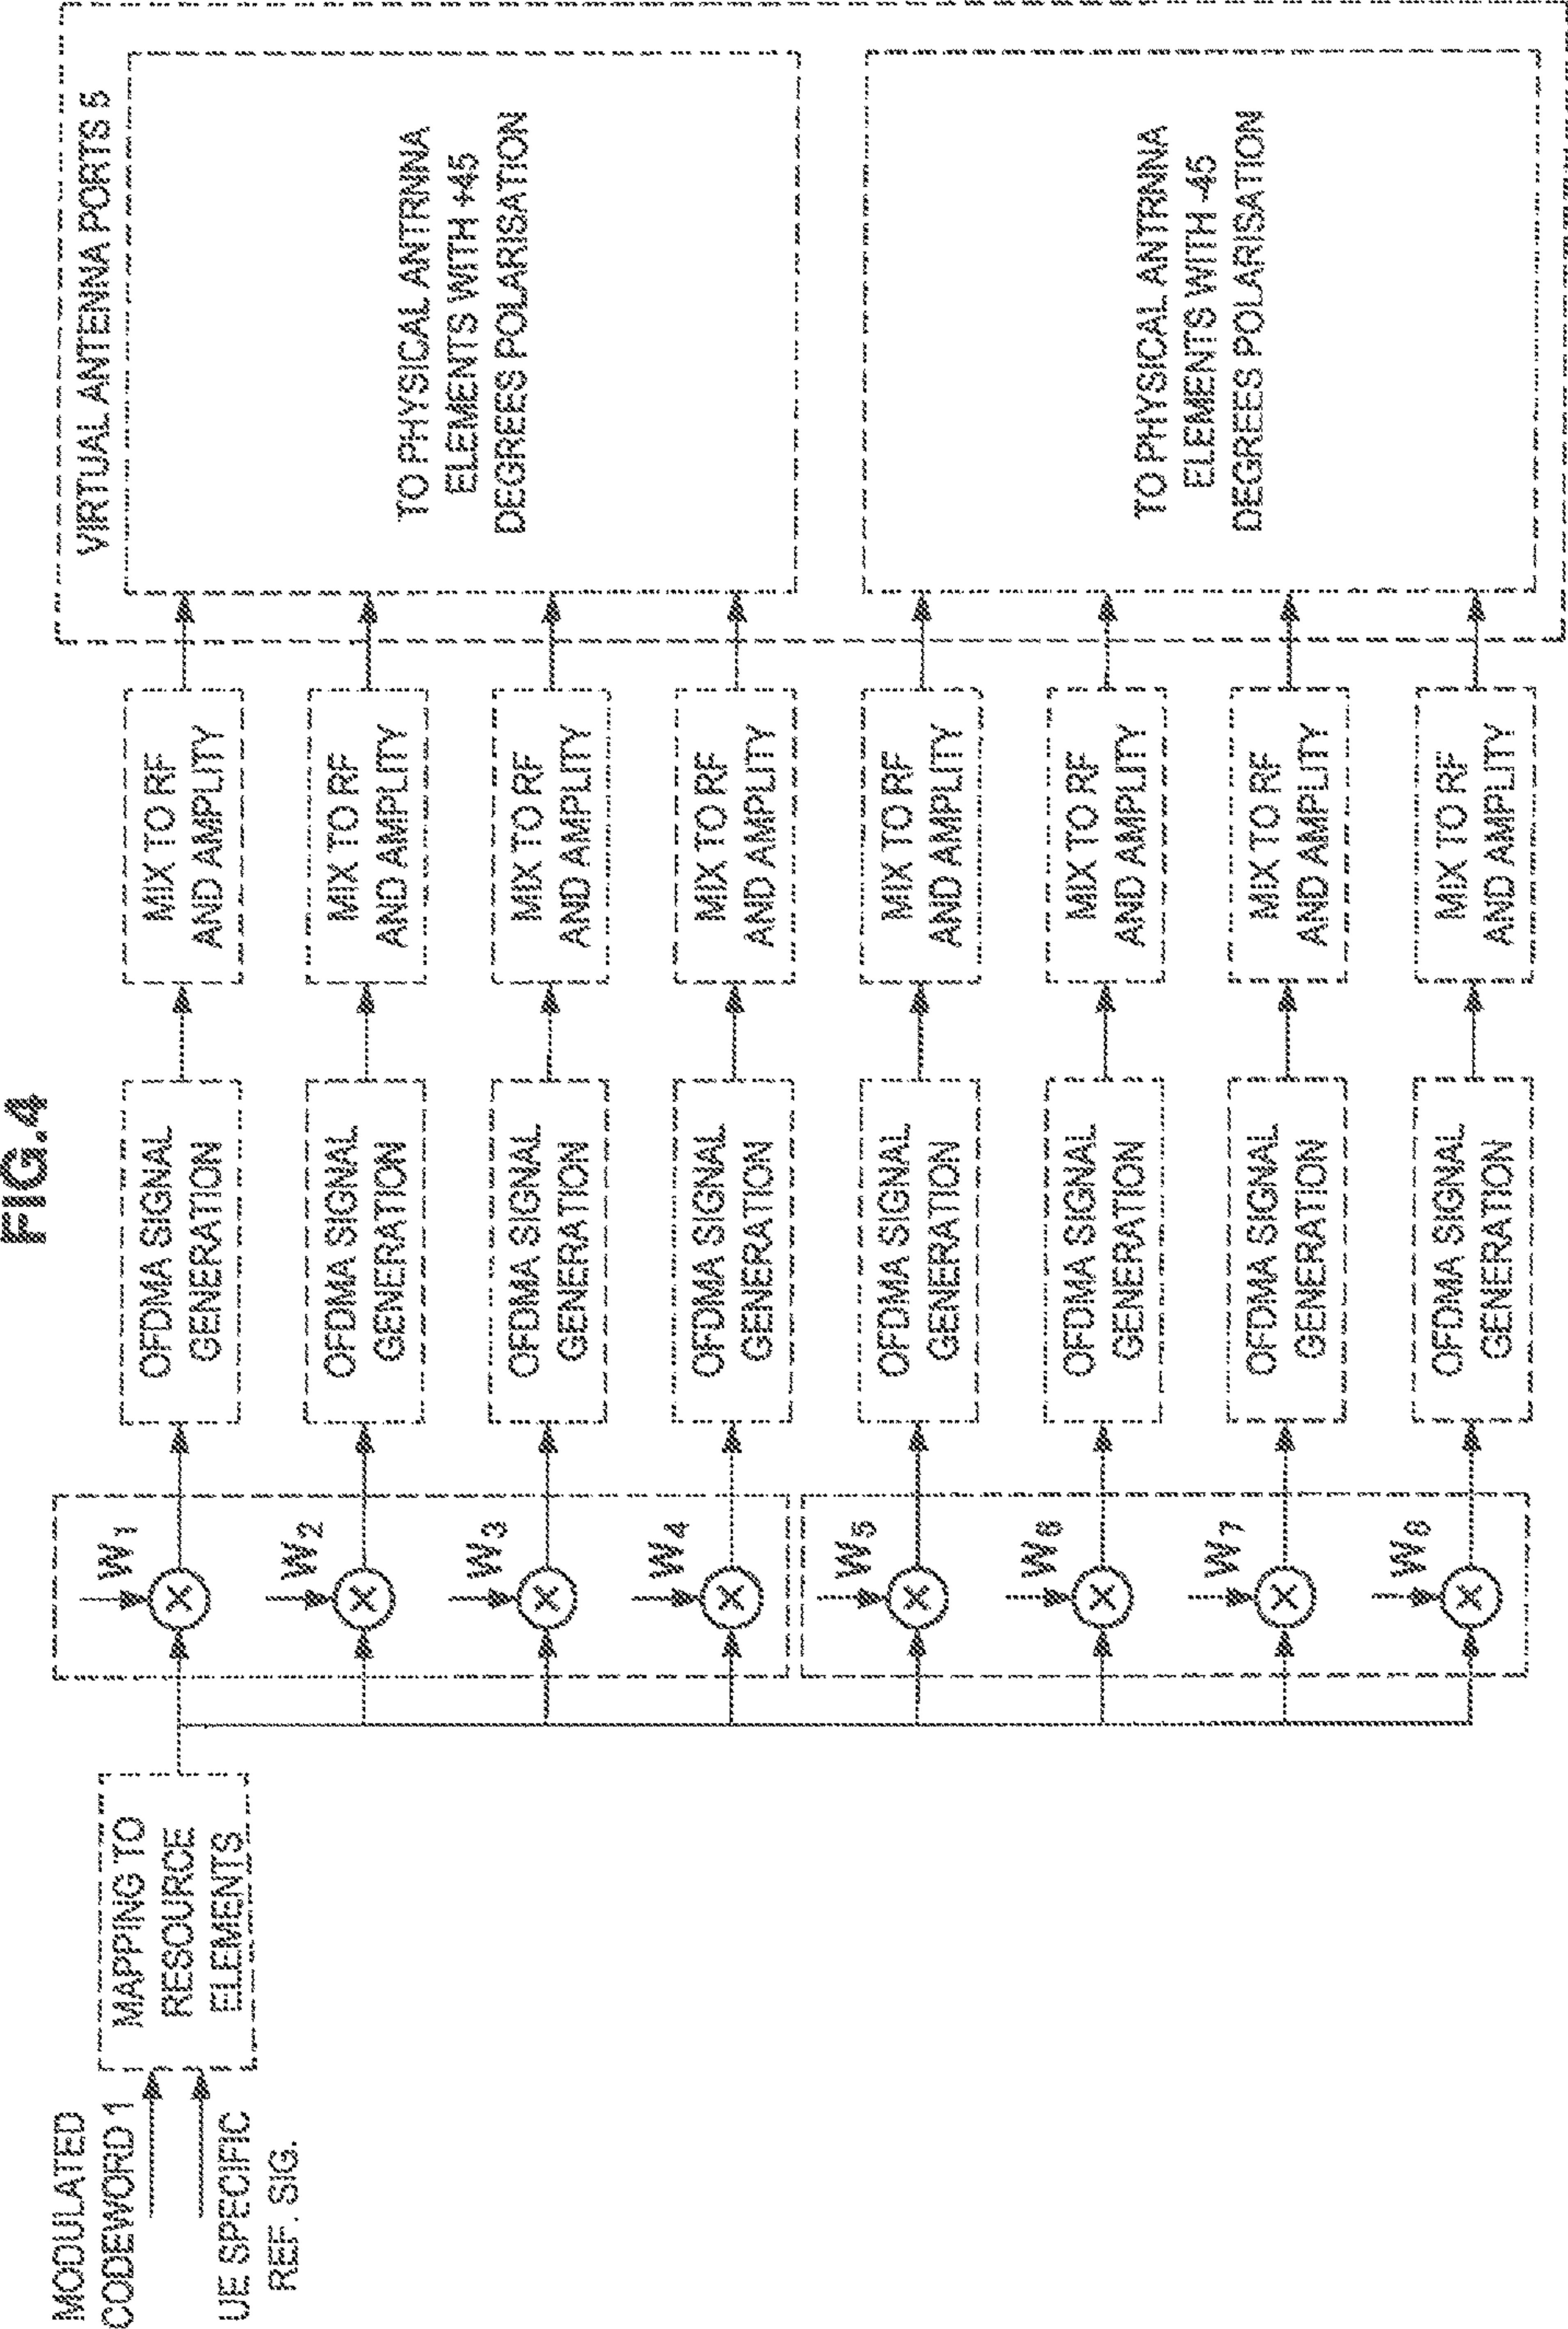 FIG.4
MODULATED
CODEWORD 1
UE SPECIFIC
REF. SIG.
MAPPING TO
RESOURCE
ELEMENTS
W1
W2
W3
W4
W5
W6
W7
W8
OFDMA SIGNAL
GENERATION
OFDMA SIGNAL
GENERATION
OFDMA SIGNAL
GENERATION
OFDMA SIGNAL
GENERATION
OFDMA SIGNAL
GENERATION
OFDMA SIGNAL
GENERATION
OFDMA SIGNAL
GENERATION
OFDMA SIGNAL
GENERATION
MIX TO RF
AND AMPLITY
MIX TO RF
AND AMPLITY
MIX TO RF
AND AMPLITY
MIX TO RF
AND AMPLITY
MIX TO RF
AND AMPLITY
MIX TO RF
AND AMPLITY
MIX TO RF
AND AMPLITY
MIX TO RF
AND AMPLITY
VIRTUAL ANTENNA PORTS 5
TO PHYSICAL ANTRNNA
ELEMENTS WITH +45
DEGREES POLARISATION
TO PHYSICAL ANTRNNA
ELEMENTS WITH -45
DEGREES POLARISATION